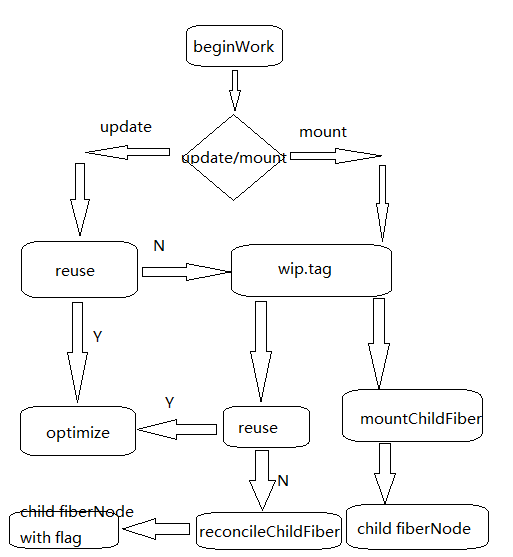 beginWork
update
mount
update/mount
N
reuse
wip.tag
Y
Y
optimize
reuse
mountChildFiber
N
child fiberNode
with flag
reconcileChildFiber
child fiberNode